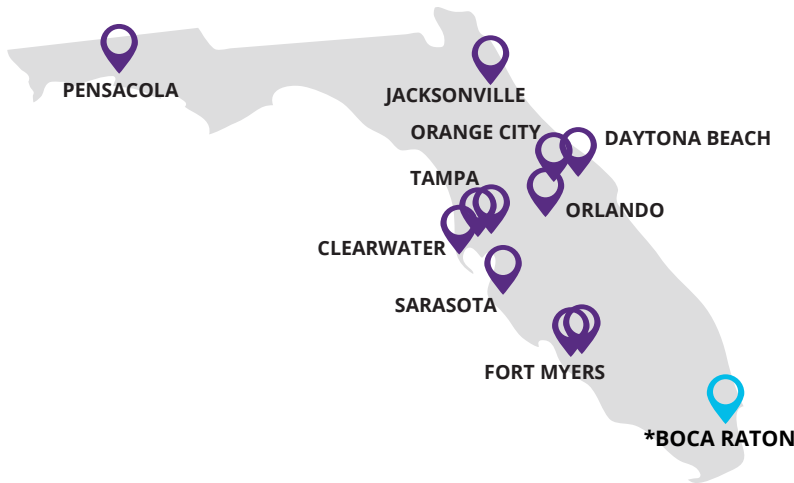 PENSACOLA
JACKSONVILLE
ORANGE CITY
DAYTONA BEACH
TAMPA
ORLANDO
CLEARWATER
SARASOTA
FORT MYERS
*BOCA RATON